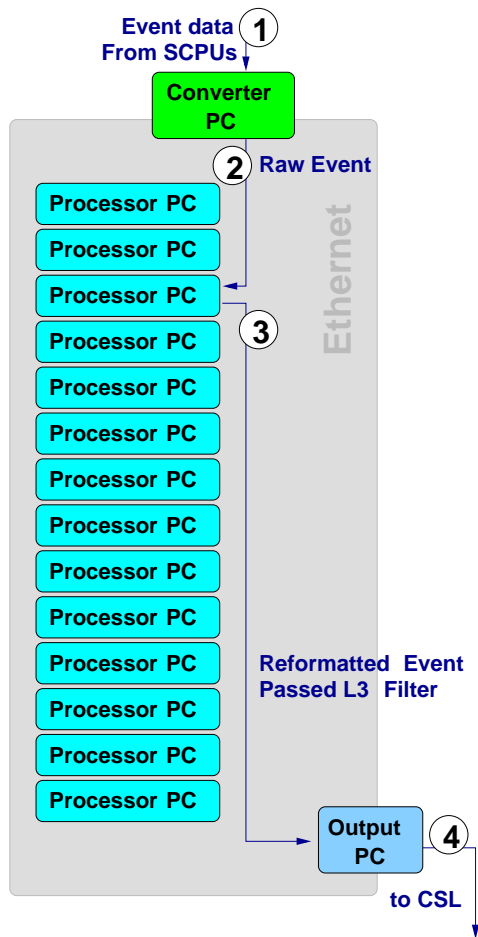 Event data
From SCPUs
1
Converter
PC
2
Raw Event
Ethernet
Processor PC
Processor PC
Processor PC
3
Processor PC
Processor PC
Processor PC
Processor PC
Processor PC
Processor PC
Processor PC
Processor PC
Processor PC
Processor PC
Processor PC
Reformatted Event
Passed L3 Filter
Output
PC
4
to CSL